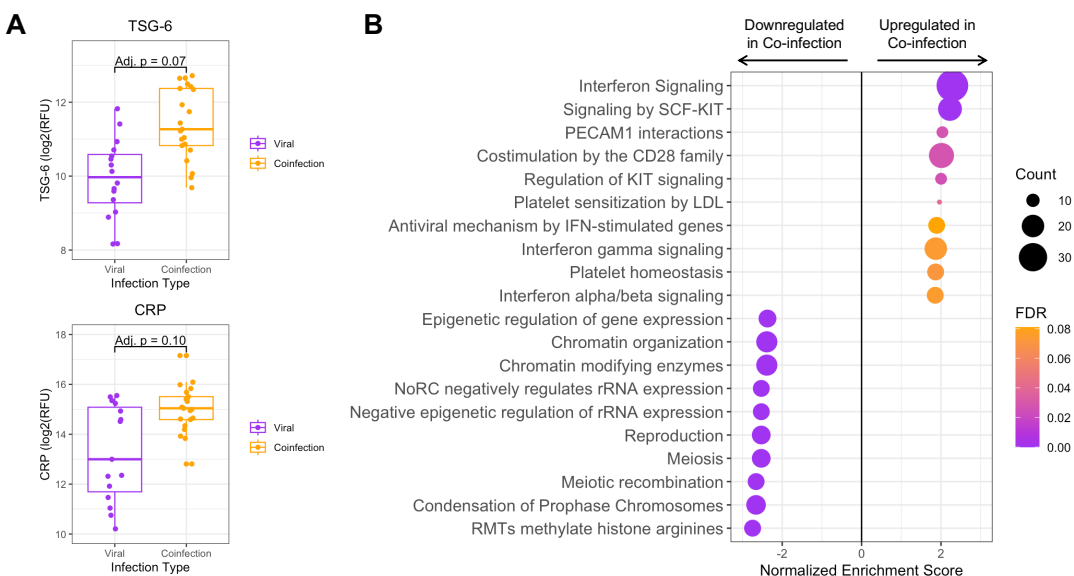 A
TSG-6
Adj. p = 0.07
TSG-6 (log2(RFU)
12
10
8
Viral
Coinfection
Infection Type
Viral
Coinfection
CRP
Adj. p = 0.10
CRP (log2(RFU)
18
16
14
12
10
Viral
Coinfection
Infection Type
Viral
Coinfection
B
Downregulated
in Co-infection
Upregulated in
Co-infection
Interferon Signaling
Signaling by SCF-KIT
PECAM1 interactions
Costimulation by the CD28 family
Regulation of KIT signaling
Platelet sensitization by LDL
Antiviral mechanism by IFN-stimulated genes
Interferon gamma signaling
Platelet homeostasis
Interferon alpha/beta signaling
Epigenetic regulation of gene expression
Chromatin organization
Chromatin modifying enzymes
NoRC negatively regulates rRNA expression
Negative epigenetic regulation of rRNA expression
Reproduction
Meiosis
Meiotic recombination
Condensation of Prophase Chromosomes
RMTs methylate histone arginines
-2
0
2
Normalized Enrichment Score
Count
10
20
30
FDR
0.08
0.06
0.04
0.02
0.00